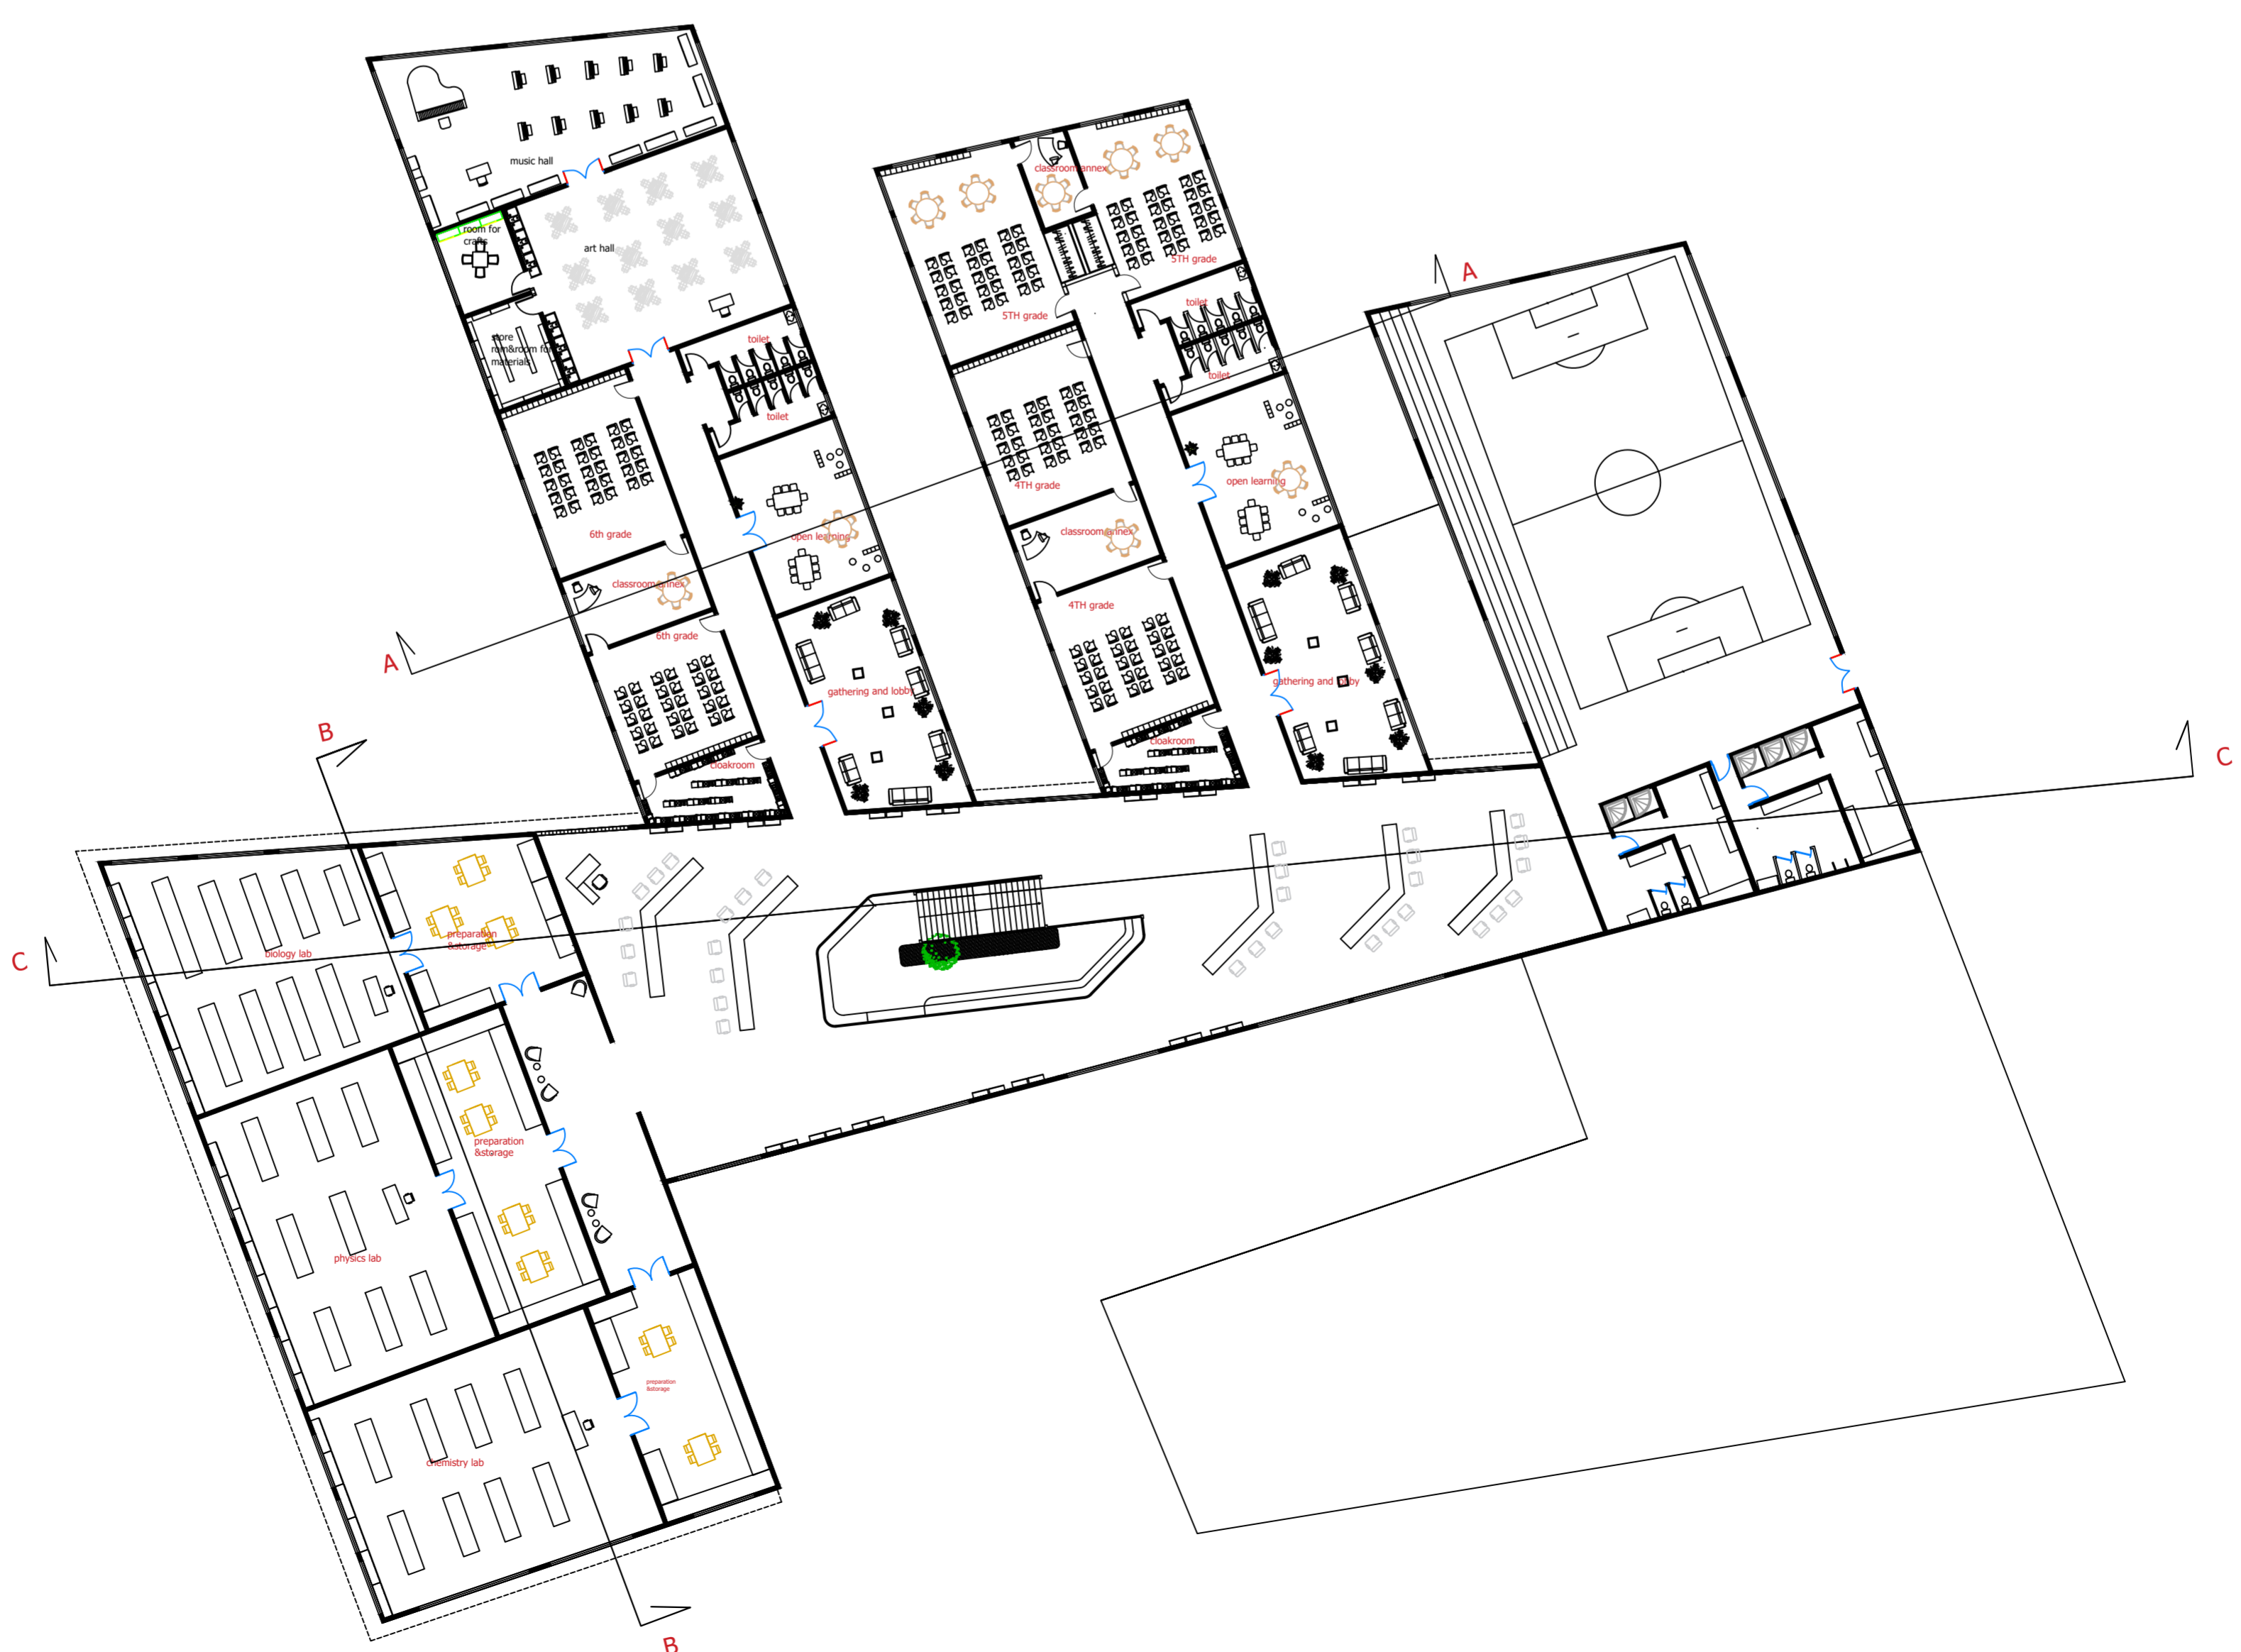 music hall
room for
crafts
art hall
store
rom&room for
materials
toilet
toilet
6th grade
open learning
classroom annex
6th grade
gathering and lobby
cloakroom
classroom annex
5TH grade
5TH grade
toilet
toilet
4TH grade
open learning
classroom annex
4TH grade
gathering and lobby
cloakroom
A
A
B
B
C
C
biology lab
preparation
&storage
preparation
&storage
physics lab
preparation
&storage
chemistry lab